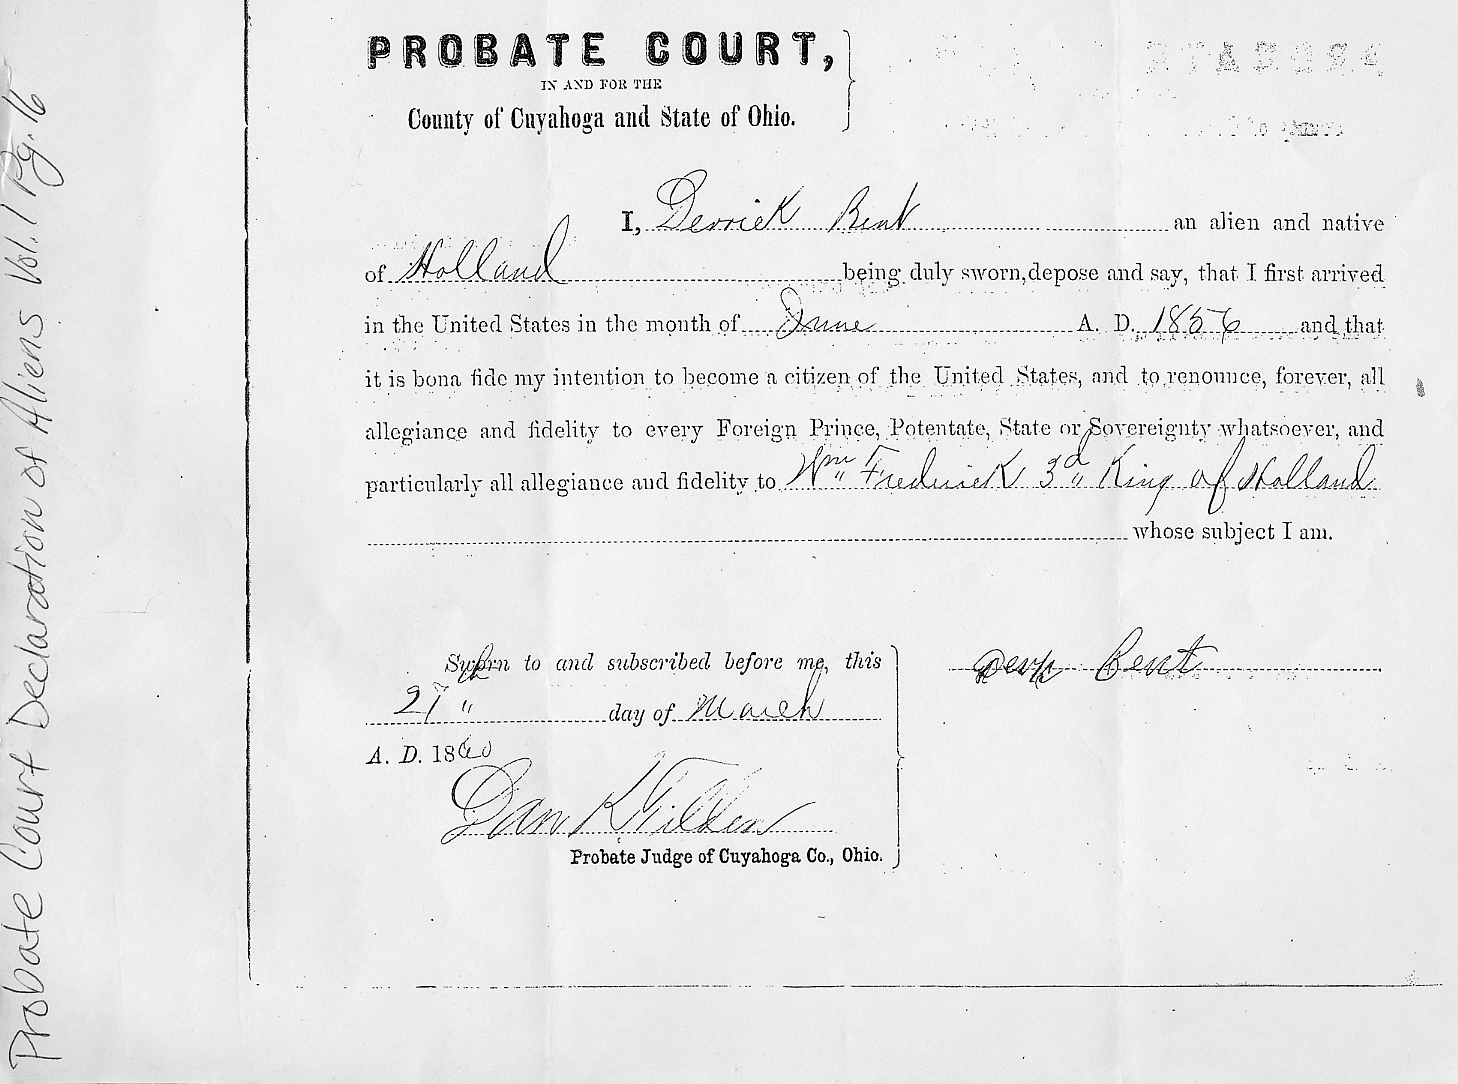 Probate Court Declaration of Aliens Vol. 1 Pg. 16
PROBATE COURT,
IN AND FOR THE
County of Cuyahoga and State of Ohio.
I, Derrick Bent an alien and native
of Holland being duly sworn, depose and say, that I first arrived
in the United States in the month of June A. D. 1856 and that
it is bona fide my intention to become a citizen of the United States, and to renounce, forever, all
allegiance and fidelity to every Foreign Prince, Potentate, State or Sovereignty whatsoever, and
particularly all allegiance and fidelity to Wm Frederick 3d King of Holland
whose subject I am.
Sworn to and subscribed before me, this
27 day of March
A. D. 1860
Bent
Dan K Tilden
Probate Judge of Cuyahoga Co., Ohio.